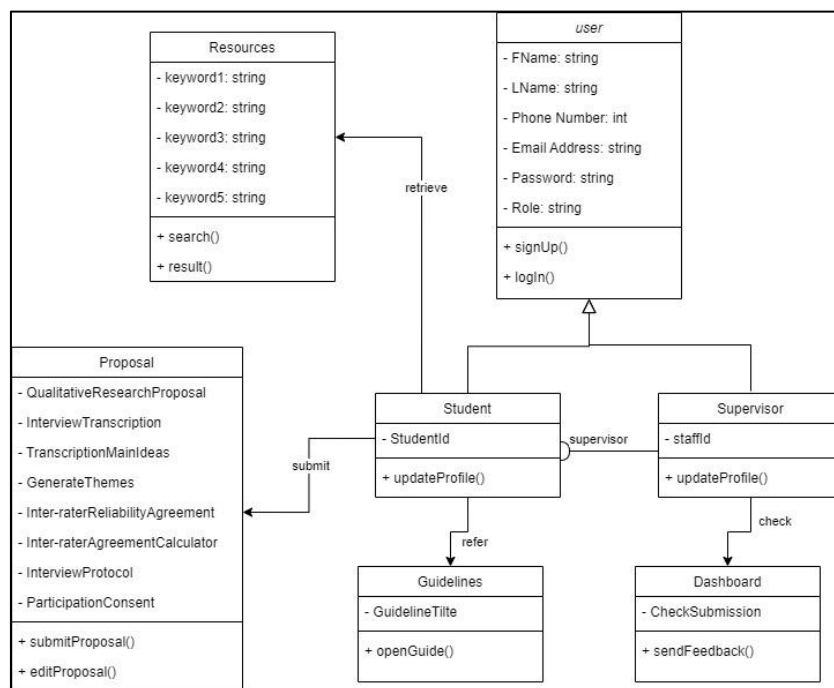 Resources
- keyword1: string
- keyword2: string
- keyword3: string
- keyword4: string
- keyword5: string
+ search()
+ result()
user
- FName: string
- LName: string
- Phone Number: int
- Email Address: string
- Password: string
- Role: string
+ signUp()
+ logIn()
retrieve
Proposal
- QualitativeResearchProposal
- InterviewTranscription
- TranscriptionMainIdeas
- GenerateThemes
- Inter-raterReliabilityAgreement
- Inter-raterAgreementCalculator
- InterviewProtocol
- ParticipationConsent
+ submitProposal()
+ editProposal()
submit
Student
- StudentId
+ updateProfile()
supervisor
Supervisor
- staffId
+ updateProfile()
refer
check
Guidelines
- GuidelineTilte
+ openGuide()
Dashboard
- CheckSubmission
+ sendFeedback()